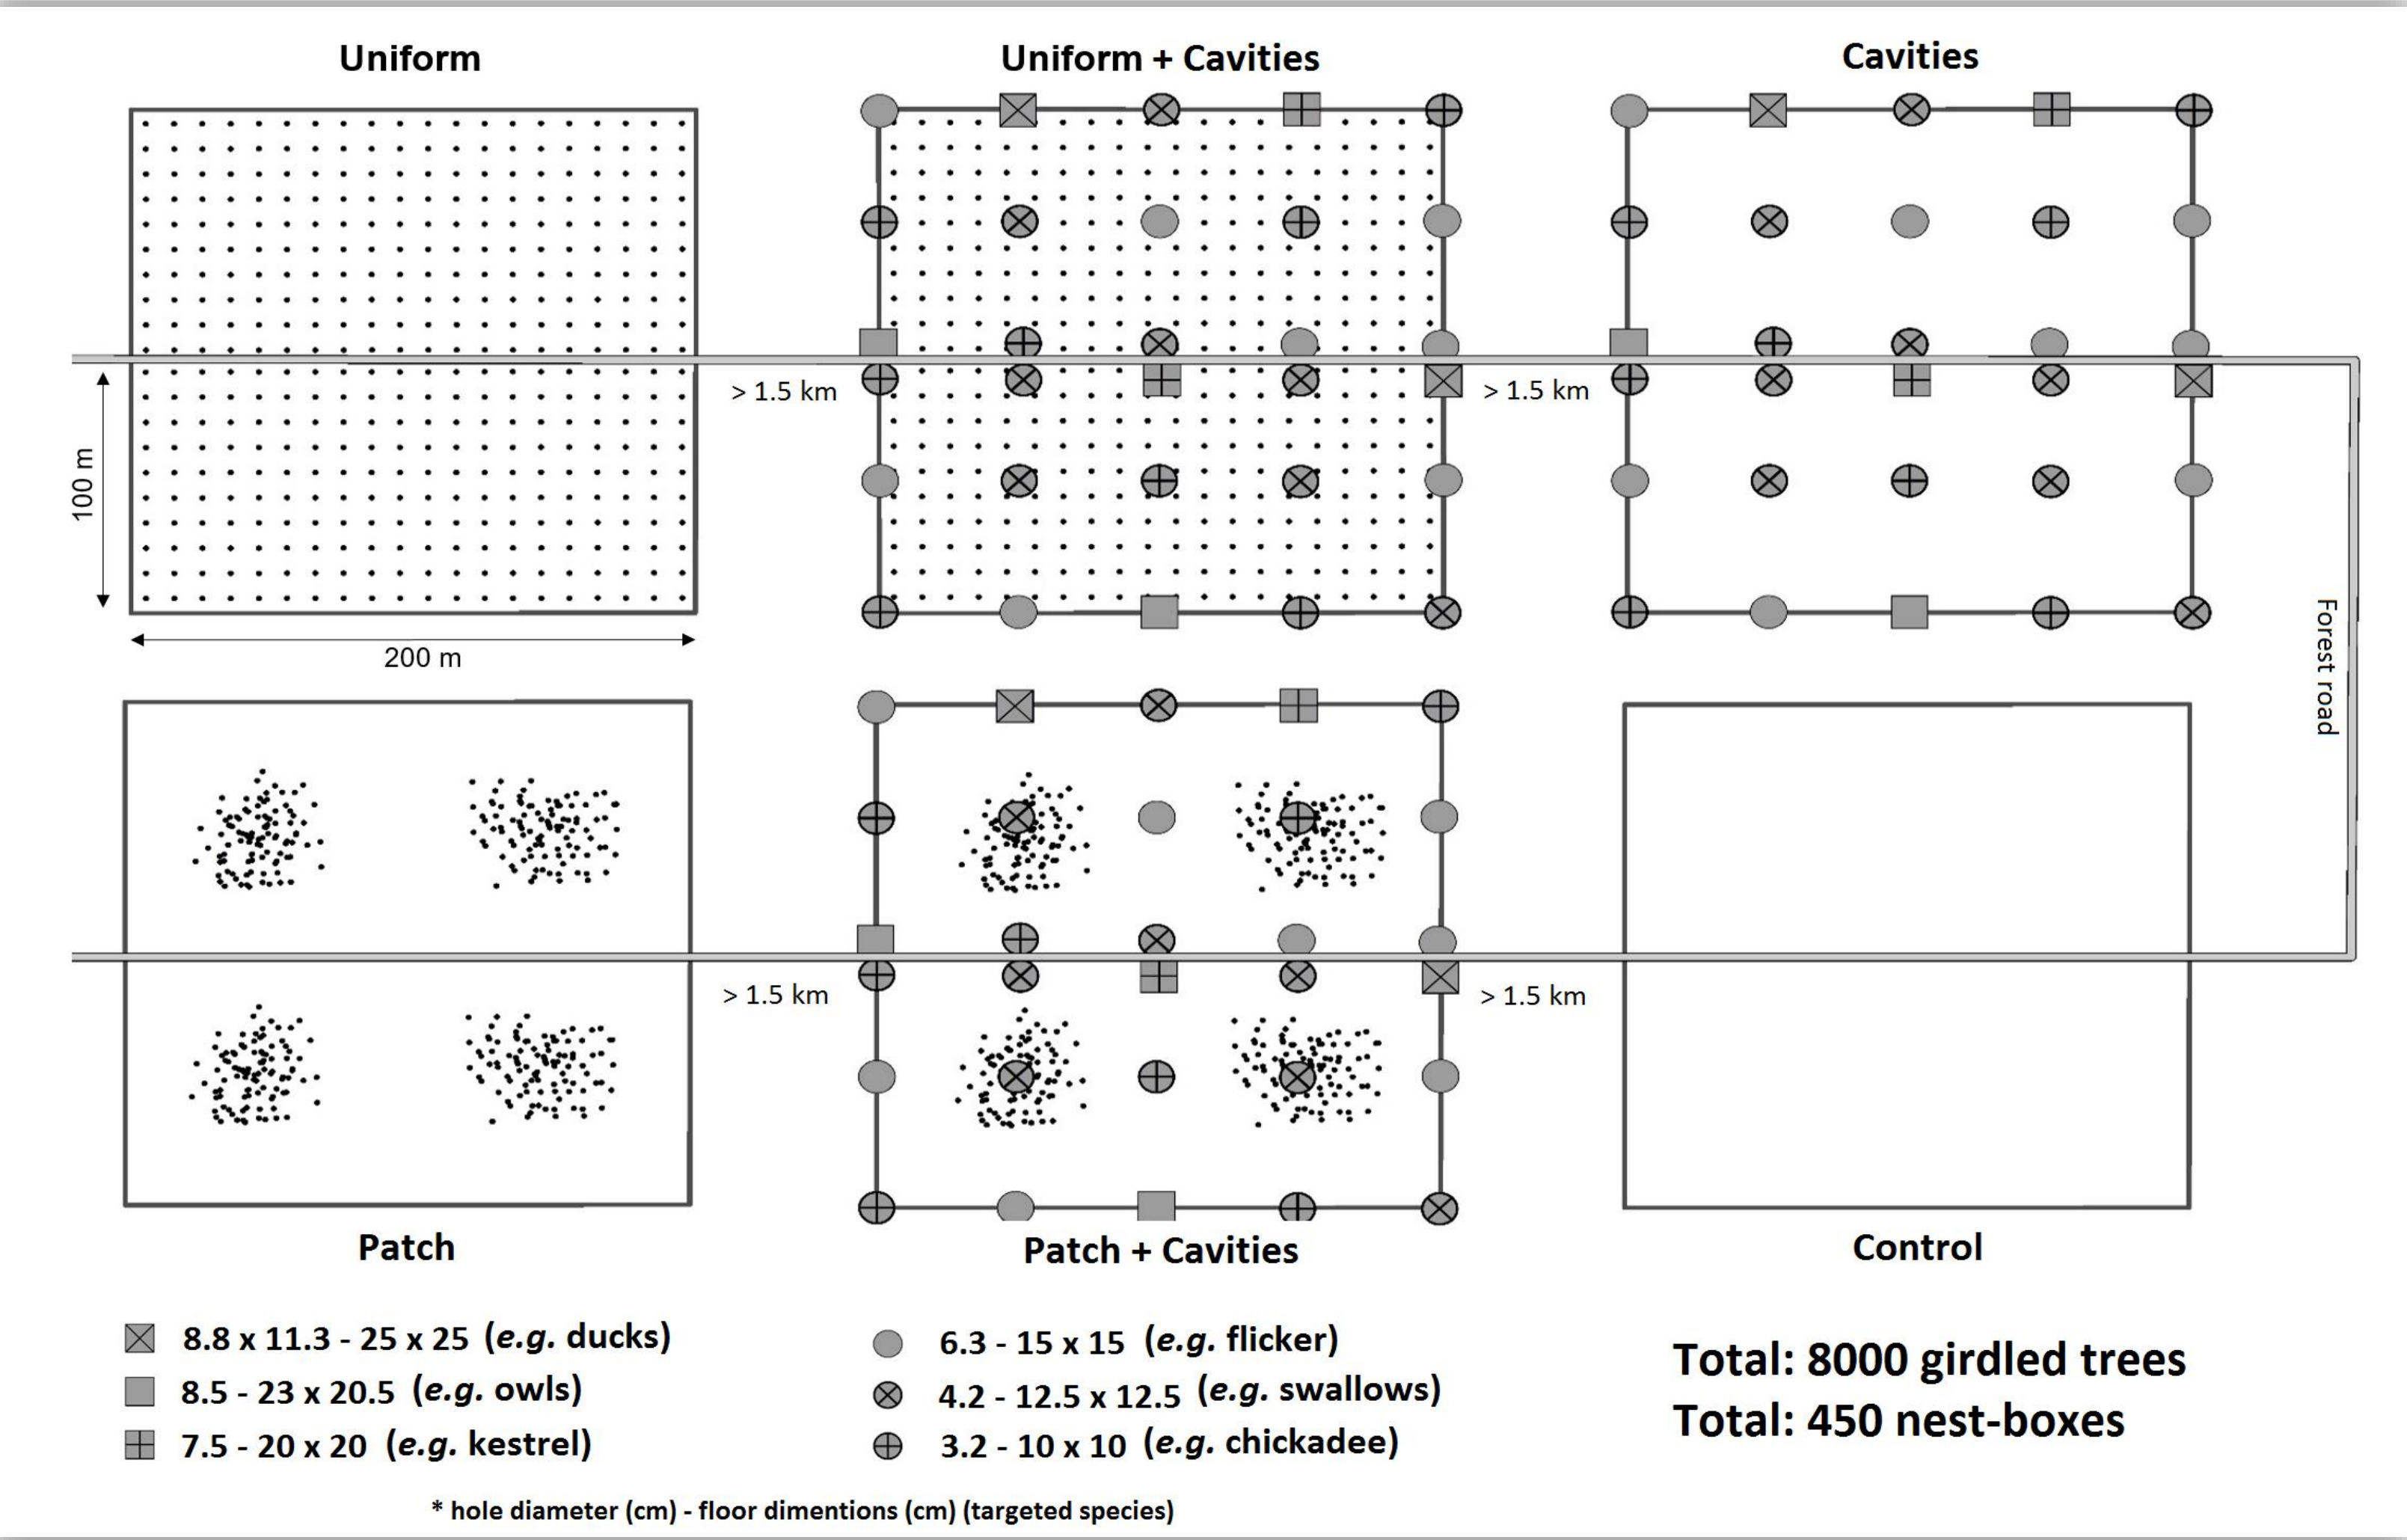 Uniform
Uniform + Cavities
Cavities
> 1.5 km
> 1.5 km
100 m
200 m
Forest road
> 1.5 km
> 1.5 km
Patch
Patch + Cavities
Control
8.8 x 11.3 - 25 x 25 (e.g. ducks)
8.5 - 23 x 20.5 (e.g. owls)
7.5 - 20 x 20 (e.g. kestrel)
6.3 - 15 x 15 (e.g. flicker)
4.2 - 12.5 x 12.5 (e.g. swallows)
3.2 - 10 x 10 (e.g. chickadee)
Total: 8000 girdled trees
Total: 450 nest-boxes
* hole diameter (cm) - floor dimentions (cm) (targeted species)